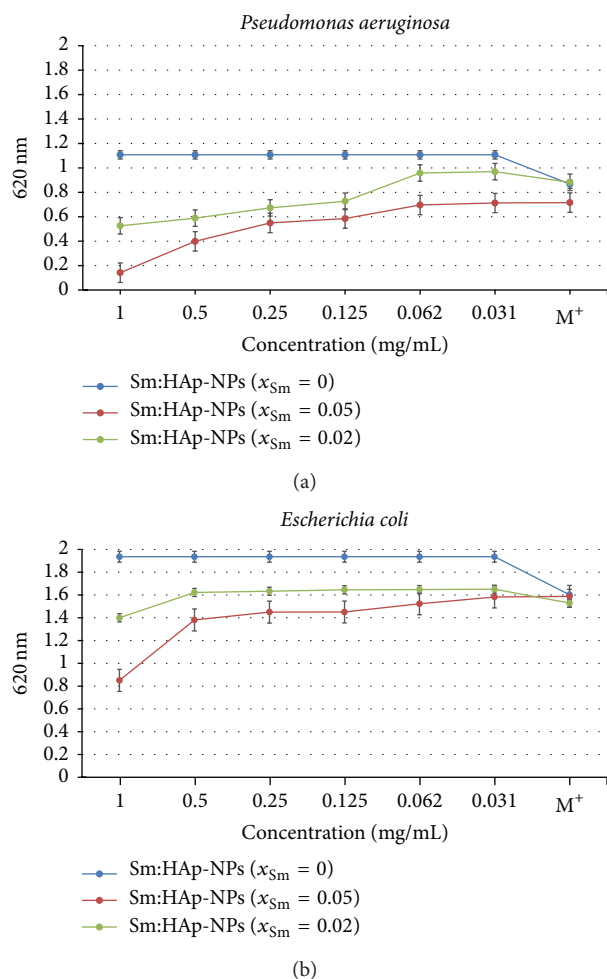 Pseudomonas aeruginosa
2
1.8
1.6
1.4
1.2
1
0.8
0.6
0.4
0.2
0
620 nm
1 0.5 0.25 0.125 0.062 0.031 M⁺
Concentration (mg/mL)
Sm:HAp-NPs (xSm = 0)
Sm:HAp-NPs (xSm = 0.05)
Sm:HAp-NPs (xSm = 0.02)
(a)
Escherichia coli
2
1.8
1.6
1.4
1.2
1
0.8
0.6
0.4
0.2
0
620 nm
1 0.5 0.25 0.125 0.062 0.031 M⁺
Concentration (mg/mL)
Sm:HAp-NPs (xSm = 0)
Sm:HAp-NPs (xSm = 0.05)
Sm:HAp-NPs (xSm = 0.02)
(b)